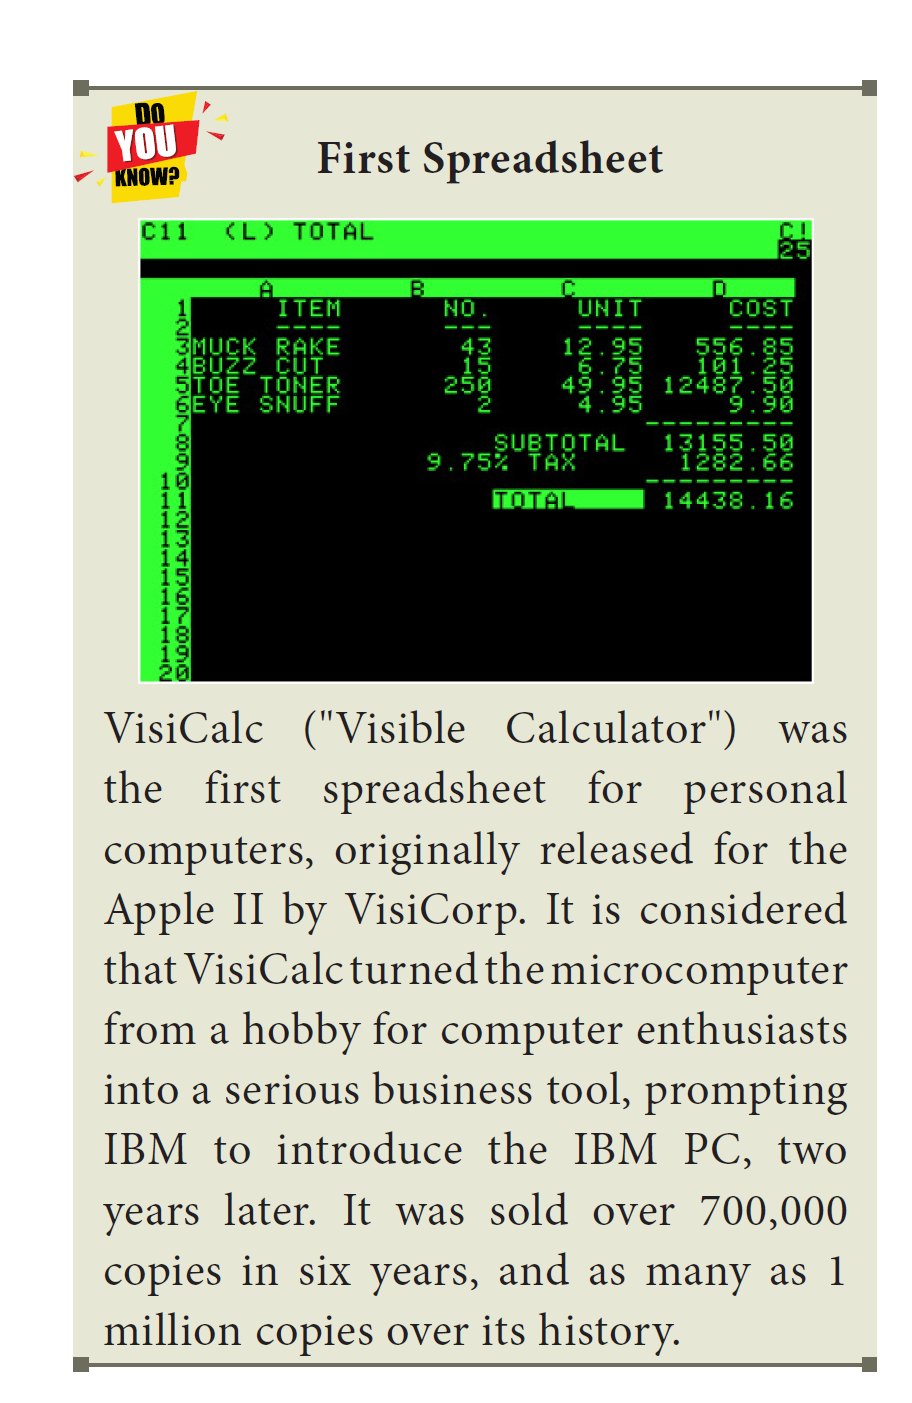 DO
YOU
KNOW?
First Spreadsheet
C11 (L) TOTAL C!
25
A B C D
1 ITEM NO. UNIT COST
2 ---- --- ---- ----
3 MUCK RAKE 43 12.95 556.85
4 BUZZ CUT 15 6.75 101.25
5 TOE TONER 250 49.95 12487.50
6 EYE SNUFF 2 4.95 9.90
7 ---------
8 SUBTOTAL 13155.50
9 9.75% TAX 1282.66
10 ---------
11 TOTAL 14438.16
12
13
14
15
16
17
18
19
20
VisiCalc ("Visible Calculator") was
the first spreadsheet for personal
computers, originally released for the
Apple II by VisiCorp. It is considered
that VisiCalc turned the microcomputer
from a hobby for computer enthusiasts
into a serious business tool, prompting
IBM to introduce the IBM PC, two
years later. It was sold over 700,000
copies in six years, and as many as 1
million copies over its history.